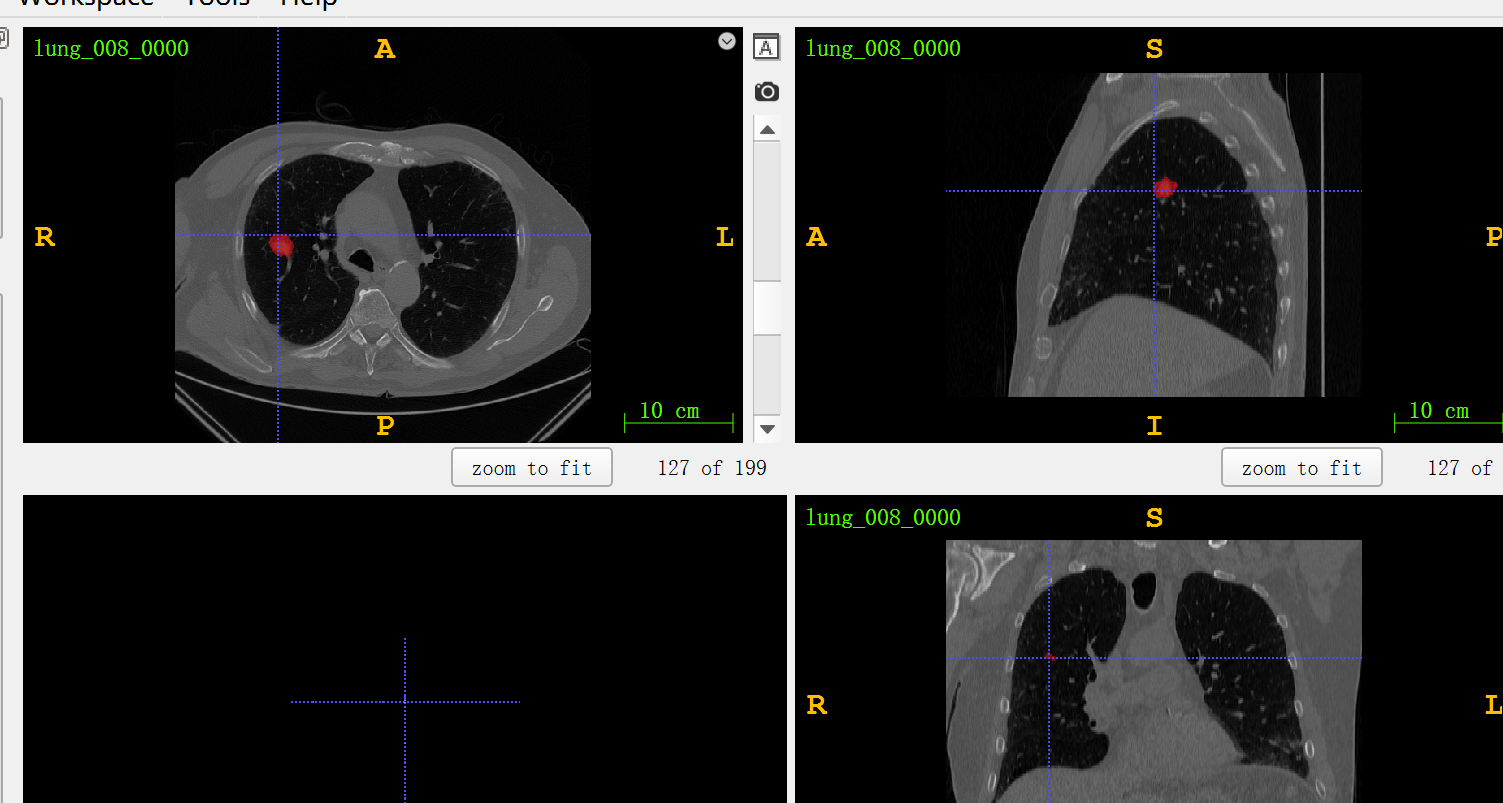 Workspace Tools Help
lung_008_0000
A
R
L
P
10 cm
A
zoom to fit
127 of 199
lung_008_0000
S
A
P
I
10 cm
zoom to fit
127 of
lung_008_0000
S
R
L